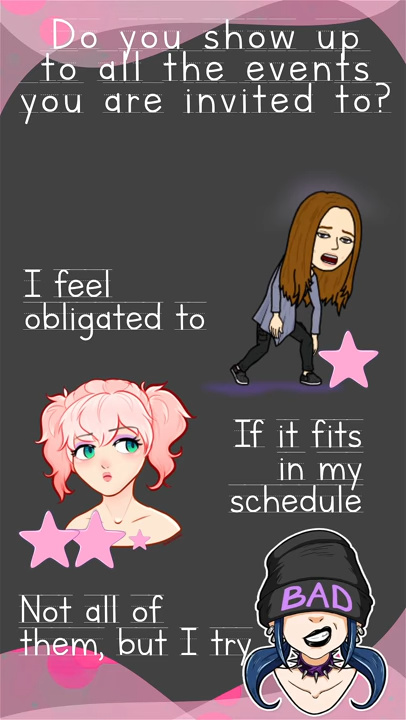 Do you show up
to all the events
you are invited to?
I feel
obligated to
If it fits
in my
schedule
Not all of
them, but I try
BAD